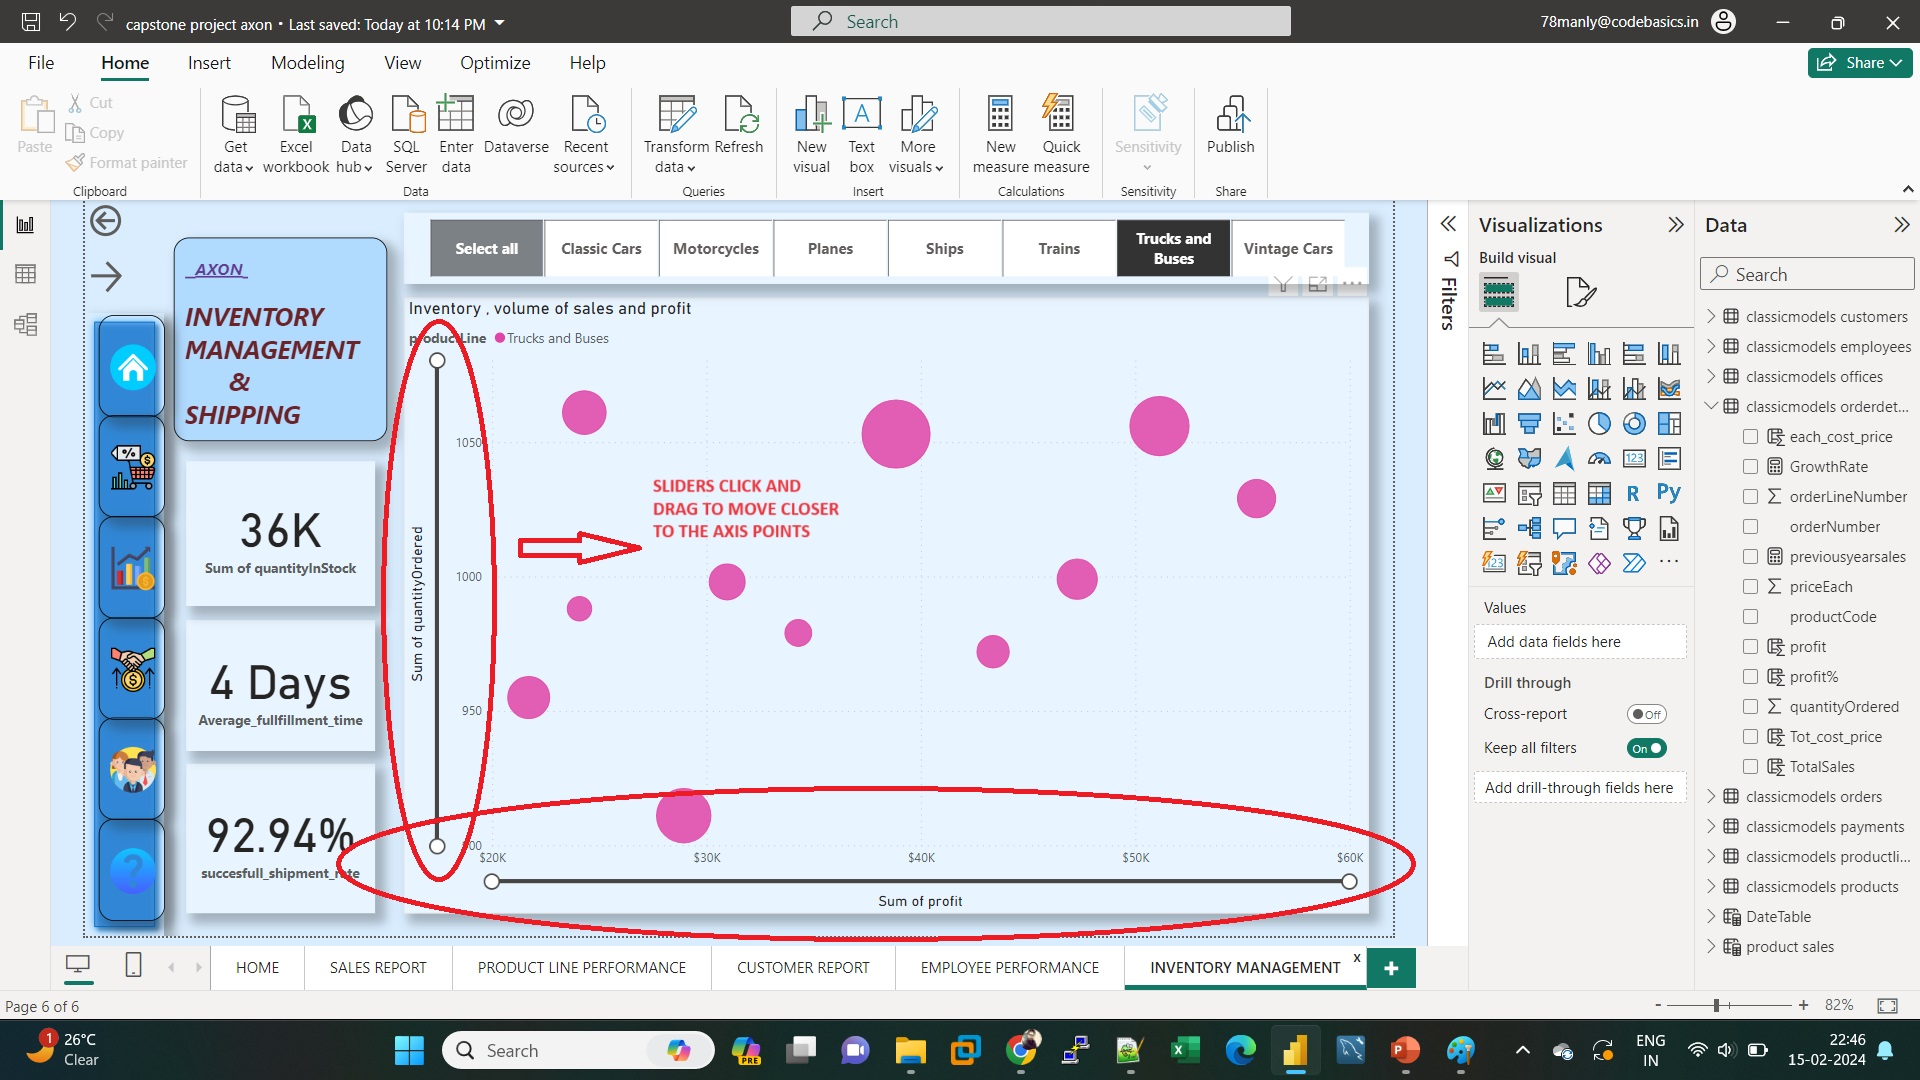 capstone project axon • Last saved: Today at 10:14 PM
Search
78manly@codebasics.in
File
Home
Insert
Modeling
View
Optimize
Help
Share
Paste
Cut
Copy
Format painter
Clipboard
Get data
Excel workbook
Data hub
SQL Server
Enter data
Dataverse
Recent sources
Data
Transform data
Refresh
Queries
New visual
Text box
More visuals
Insert
New measure
Quick measure
Calculations
Sensitivity
Sensitivity
Publish
Share
AXON
INVENTORY
MANAGEMENT
&
SHIPPING
36K
Sum of quantityInStock
4 Days
Average_fullfillment_time
92.94%
succesfull_shipment_rate
Select all
Classic Cars
Motorcycles
Planes
Ships
Trains
Trucks and Buses
Vintage Cars
Inventory , volume of sales and profit
productLine
Trucks and Buses
SLIDERS CLICK AND
DRAG TO MOVE CLOSER
TO THE AXIS POINTS
Sum of quantityOrdered
1050
1000
950
$20K
$30K
$40K
$50K
$60K
Sum of profit
Filters
Visualizations
Build visual
123
R
Py
123
Values
Add data fields here
Drill through
Cross-report
Off
Keep all filters
On
Add drill-through fields here
Data
Search
classicmodels customers
classicmodels employees
classicmodels offices
classicmodels orderdet...
each_cost_price
GrowthRate
orderLineNumber
orderNumber
previousyearsales
priceEach
productCode
profit
profit%
quantityOrdered
Tot_cost_price
TotalSales
classicmodels orders
classicmodels payments
classicmodels productli...
classicmodels products
DateTable
product sales
HOME
SALES REPORT
PRODUCT LINE PERFORMANCE
CUSTOMER REPORT
EMPLOYEE PERFORMANCE
INVENTORY MANAGEMENT
x
+
Page 6 of 6
- + 82%
1
26°C
Clear
Search
PRE
ENG
IN
22:46
15-02-2024